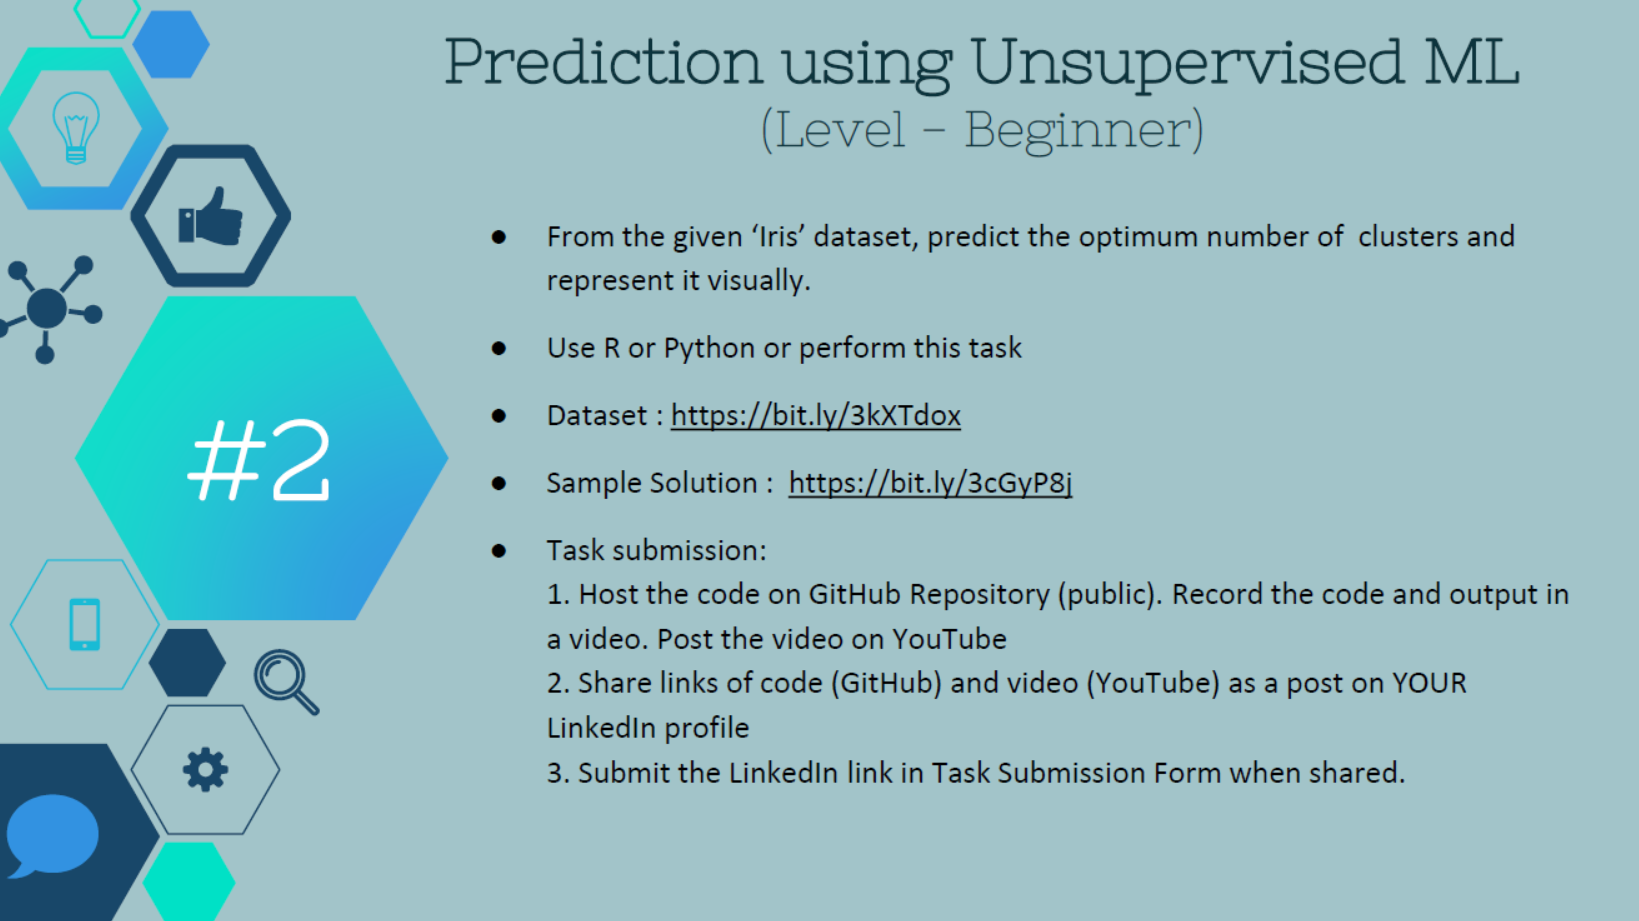 Prediction using Unsupervised ML
(Level – Beginner)
#2
● From the given ‘Iris’ dataset, predict the optimum number of clusters and
represent it visually.
● Use R or Python or perform this task
● Dataset : https://bit.ly/3kXTdox
● Sample Solution : https://bit.ly/3cGyP8j
● Task submission:
1. Host the code on GitHub Repository (public). Record the code and output in
a video. Post the video on YouTube
2. Share links of code (GitHub) and video (YouTube) as a post on YOUR
LinkedIn profile
3. Submit the LinkedIn link in Task Submission Form when shared.